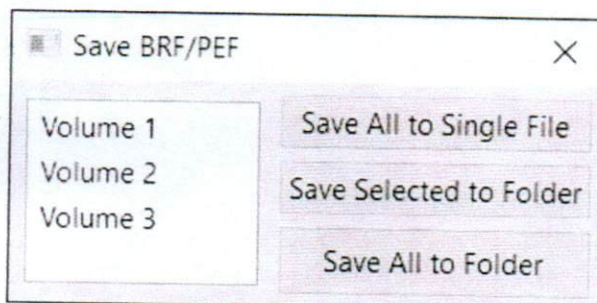 Save BRF/PEF
Volume 1
Volume 2
Volume 3
Save All to Single File
Save Selected to Folder
Save All to Folder